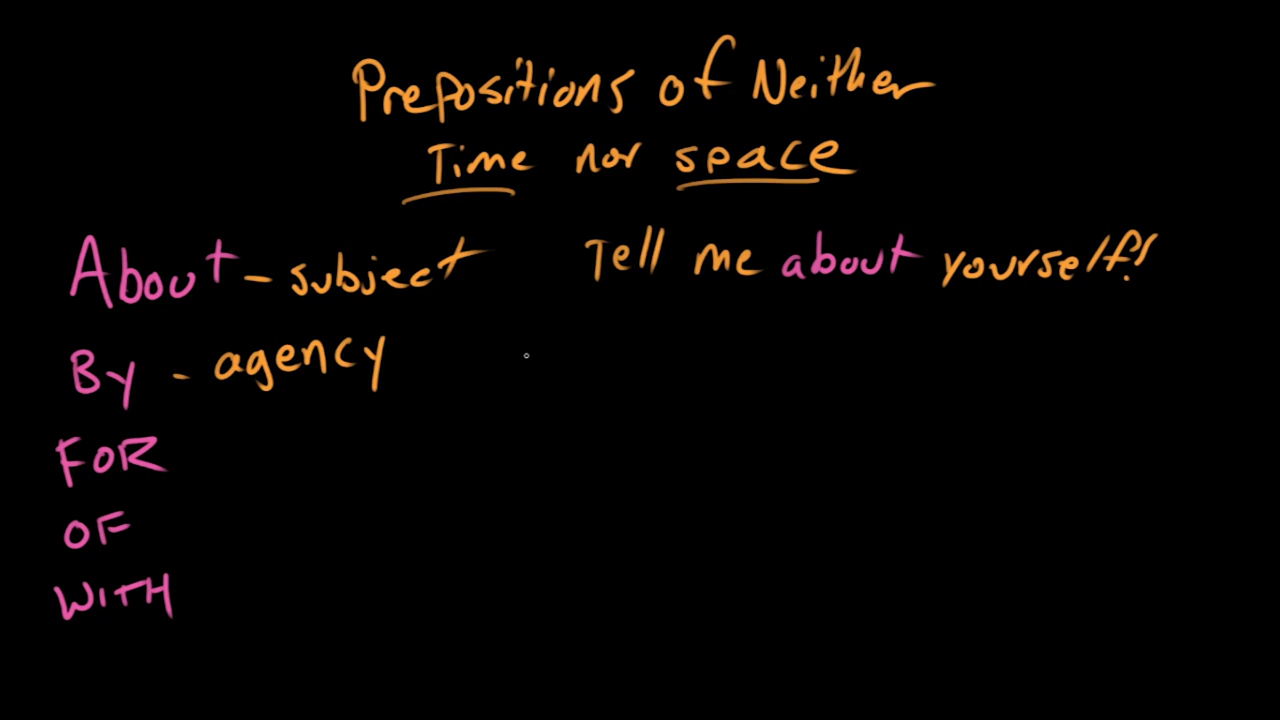 Prepositions of Neither
Time nor space
About - subject Tell me about yourself!
By - agency
FOR
OF
WITH